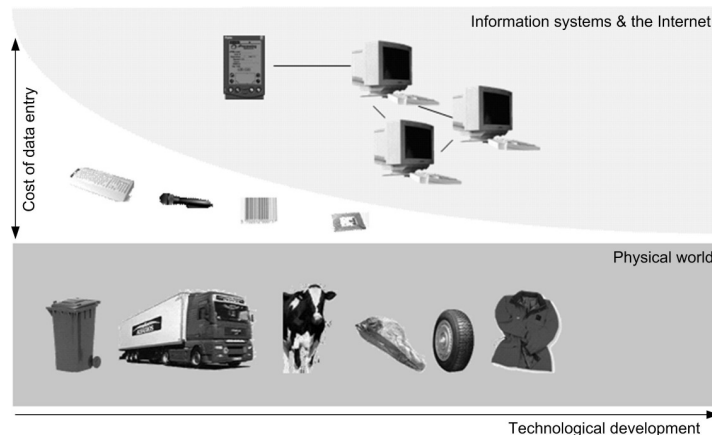 Information systems & the Internet
Cost of data entry
Physical world
Technological development